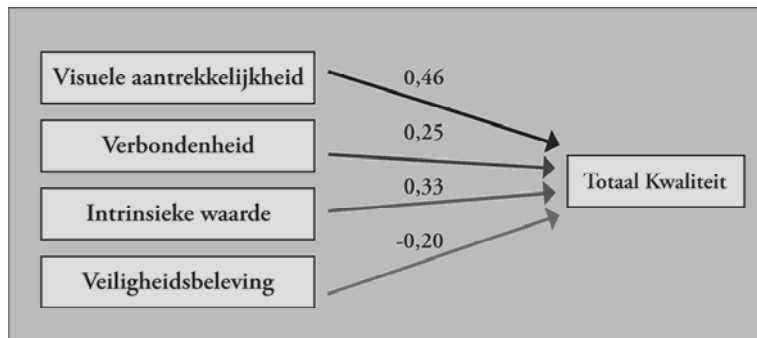 Visuele aantrekkelijkheid
0,46
Verbondenheid
0,25
Intrinsieke waarde
0,33
Totaal Kwaliteit
-0,20
Veiligheidsbeleving